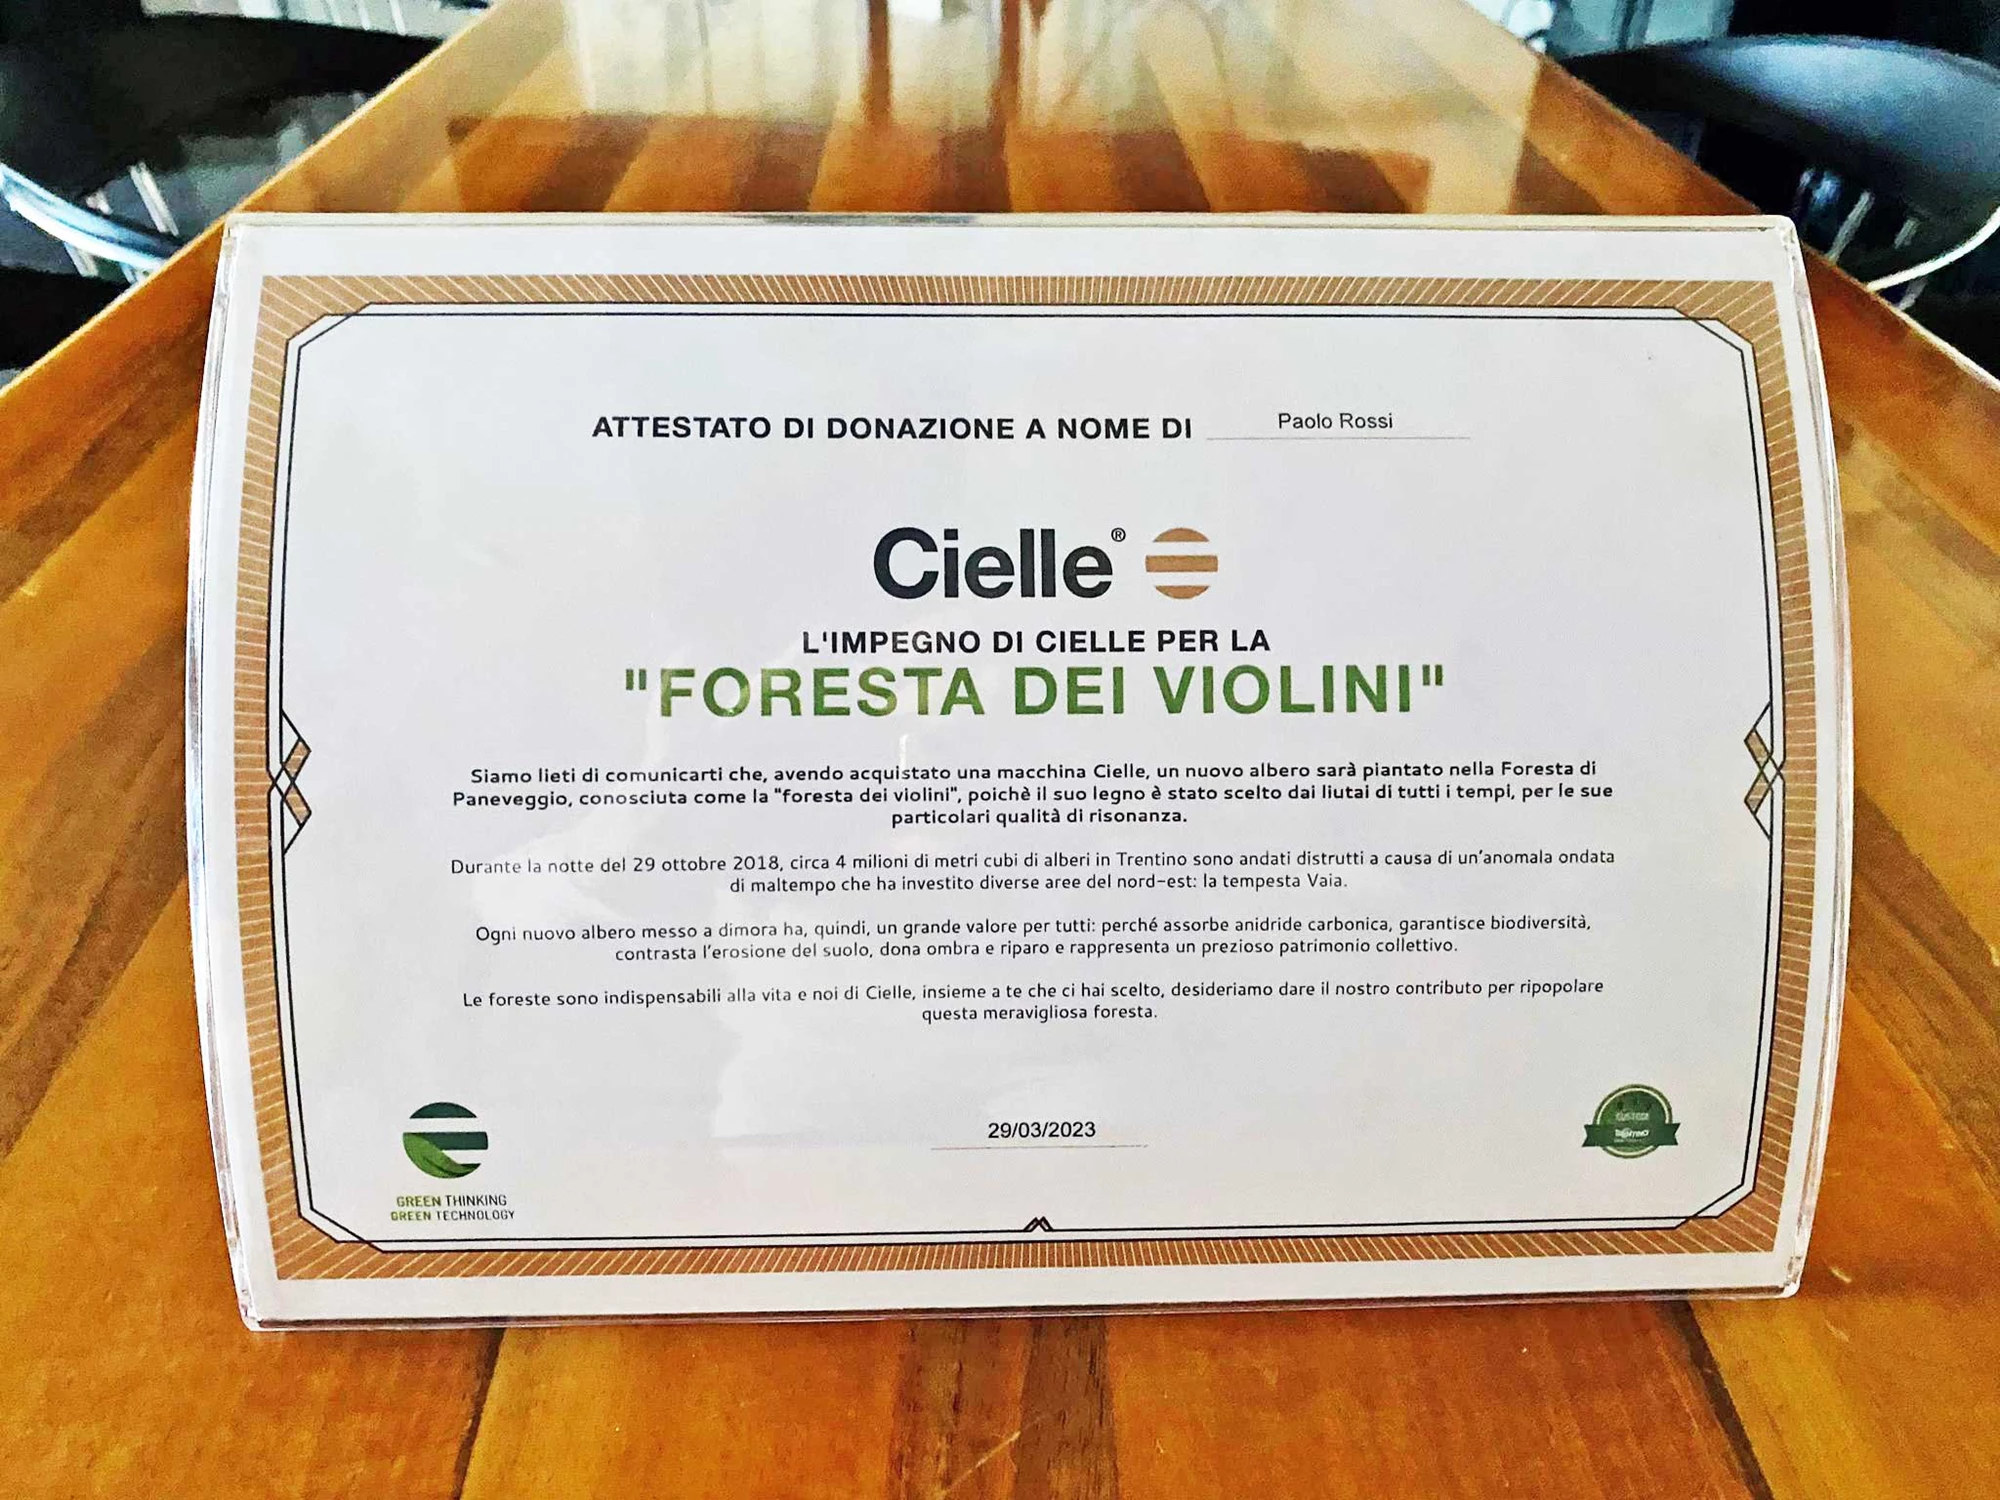 ATTESTATO DI DONAZIONE A NOME DI Paolo Rossi
Cielle®
L'IMPEGNO DI CIELLE PER LA
"FORESTA DEI VIOLINI"
Siamo lieti di comunicarti che, avendo acquistato una macchina Cielle, un nuovo albero sarà piantato nella Foresta di
Paneveggio, conosciuta come la "foresta dei violini", poichè il suo legno è stato scelto dai liutai di tutti i tempi, per le sue
particolari qualità di risonanza.
Durante la notte del 29 ottobre 2018, circa 4 milioni di metri cubi di alberi in Trentino sono andati distrutti a causa di un'anomala ondata
di maltempo che ha investito diverse aree del nord-est: la tempesta Vaia.
Ogni nuovo albero messo a dimora ha, quindi, un grande valore per tutti: perché assorbe anidride carbonica, garantisce biodiversità,
contrasta l'erosione del suolo, dona ombra e riparo e rappresenta un prezioso patrimonio collettivo.
Le foreste sono indispensabili alla vita e noi di Cielle, insieme a te che ci hai scelto, desideriamo dare il nostro contributo per ripopolare
questa meravigliosa foresta.
29/03/2023
GREEN THINKING
GREEN TECHNOLOGY
CUSTODI
TRENTINO